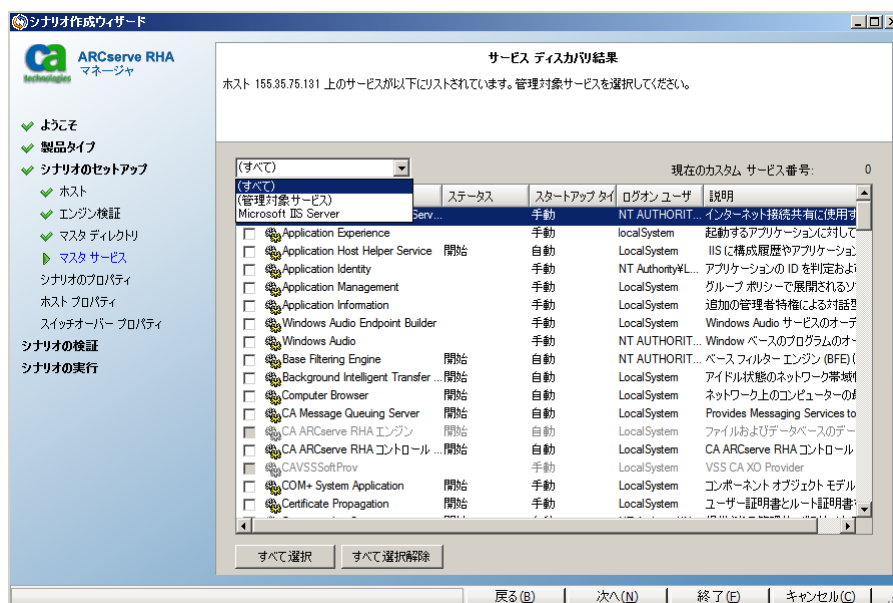 シナリオ作成ウィザード
ca
technologies
ARCserve RHA
マネージャ
ようこそ
製品タイプ
シナリオのセットアップ
ホスト
エンジン検証
マスタ ディレクトリ
マスタ サービス
シナリオのプロパティ
ホスト プロパティ
スイッチオーバー プロパティ
シナリオの検証
シナリオの実行
サービス ディスカバリ結果
ホスト 155.35.75.131 上のサービスが以下にリストされています。管理対象サービスを選択してください。
(すべて) 現在のカスタム サービス番号: 0
(すべて)
(管理対象サービス)
Microsoft IIS Server
ステータス スタートアップ タイ ログオン ユーザ 説明
Serv... 手動 NT AUTHORIT... インターネット接続共有に使用す
Application Experience 手動 localSystem 起動するアプリケーションに対して
Application Host Helper Service 開始 自動 LocalSystem IIS に構成履歴やアプリケーション
Application Identity 手動 NT Authority¥L... アプリケーションの ID を判定およ
Application Management 手動 LocalSystem グループ ポリシーで展開されるソ
Application Information 手動 LocalSystem 追加の管理者特権による対話型
Windows Audio Endpoint Builder 手動 LocalSystem Windows Audio サービスのオーデ
Windows Audio 手動 NT AUTHORIT... Window ベースのプログラムのオー
Base Filtering Engine 開始 自動 NT AUTHORIT... ベース フィルター エンジン (BFE) (
Background Intelligent Transfer ... 開始 自動 LocalSystem アイドル状態のネットワーク帯域
Computer Browser 開始 自動 LocalSystem ネットワーク上のコンピューターの
CA Message Queuing Server 開始 自動 LocalSystem Provides Messaging Services to
CA ARCserve RHA エンジン 開始 自動 LocalSystem ファイルおよびデータベースのデー
CA ARCserve RHA コントロール ... 開始 自動 LocalSystem CA ARCserve RHA コントロール
CAVSSSoftProv 手動 LocalSystem VSS CA XO Provider
COM+ System Application 開始 手動 LocalSystem コンポーネント オブジェクト モデル
Certificate Propagation 開始 手動 LocalSystem ユーザー証明書とルート証明書
すべて選択 すべて選択解除
戻る(B) 次へ(N) 終了(F) キャンセル(C)